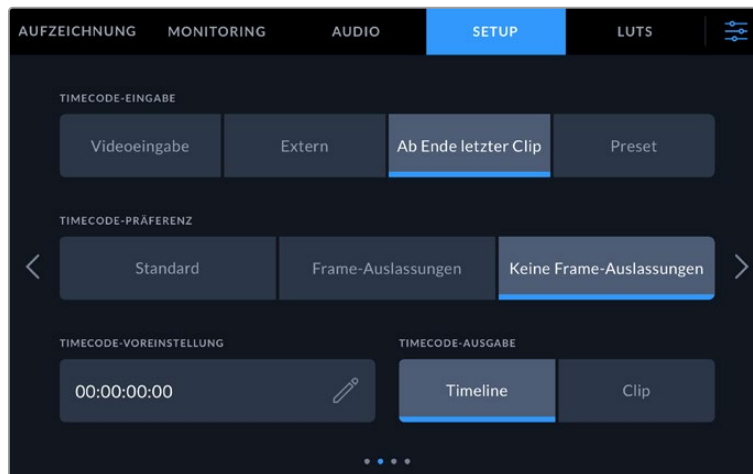 AUFZEICHNUNG MONITORING AUDIO SETUP LUTS
TIMECODE-EINGABE
Videoeingabe Extern Ab Ende letzter Clip Preset
TIMECODE-PRÄFERENZ
Standard Frame-Auslassungen Keine Frame-Auslassungen
TIMECODE-VOREINSTELLUNG TIMECODE-AUSGABE
00:00:00:00 Timeline Clip